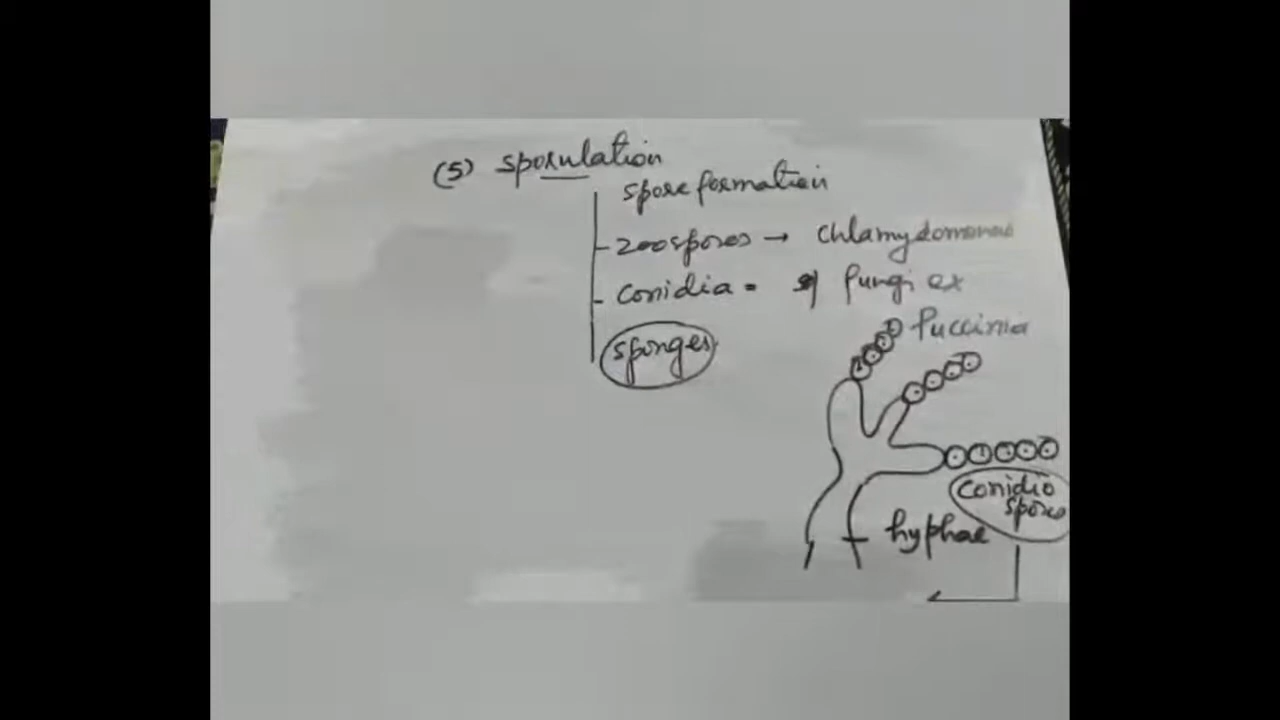 (5) sporulation
spore formation
zoospores → chlamydomonas
conidia = fungi ex
Puccinia
sponges
conidio
spores
hyphae